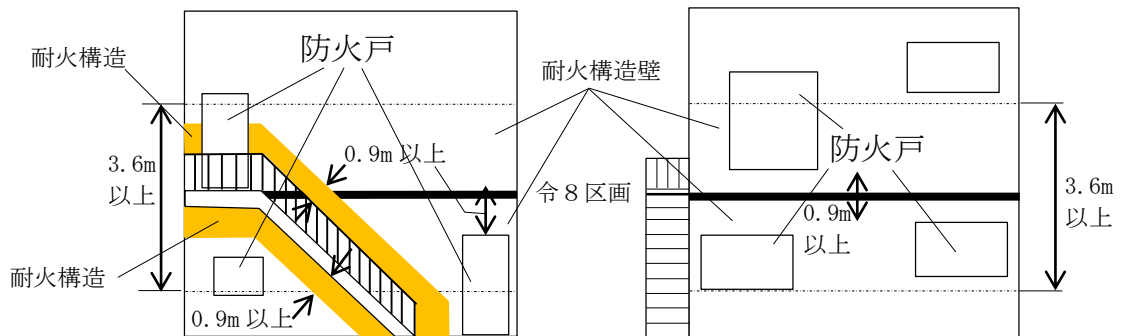 耐火構造
防火戸
耐火構造壁
0.9m 以上
3.6m
以上
令８区画
防火戸
0.9m
以上
3.6m
以上
耐火構造
0.9m 以上